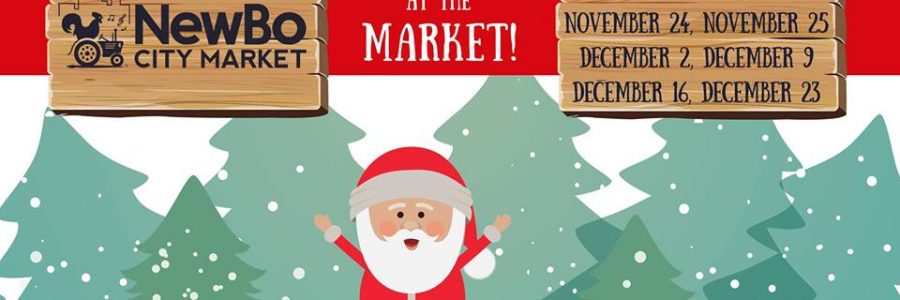 NewBo
CITY MARKET
AT THE
MARKET!
NOVEMBER 24, NOVEMBER 25
DECEMBER 2, DECEMBER 9
DECEMBER 16, DECEMBER 23